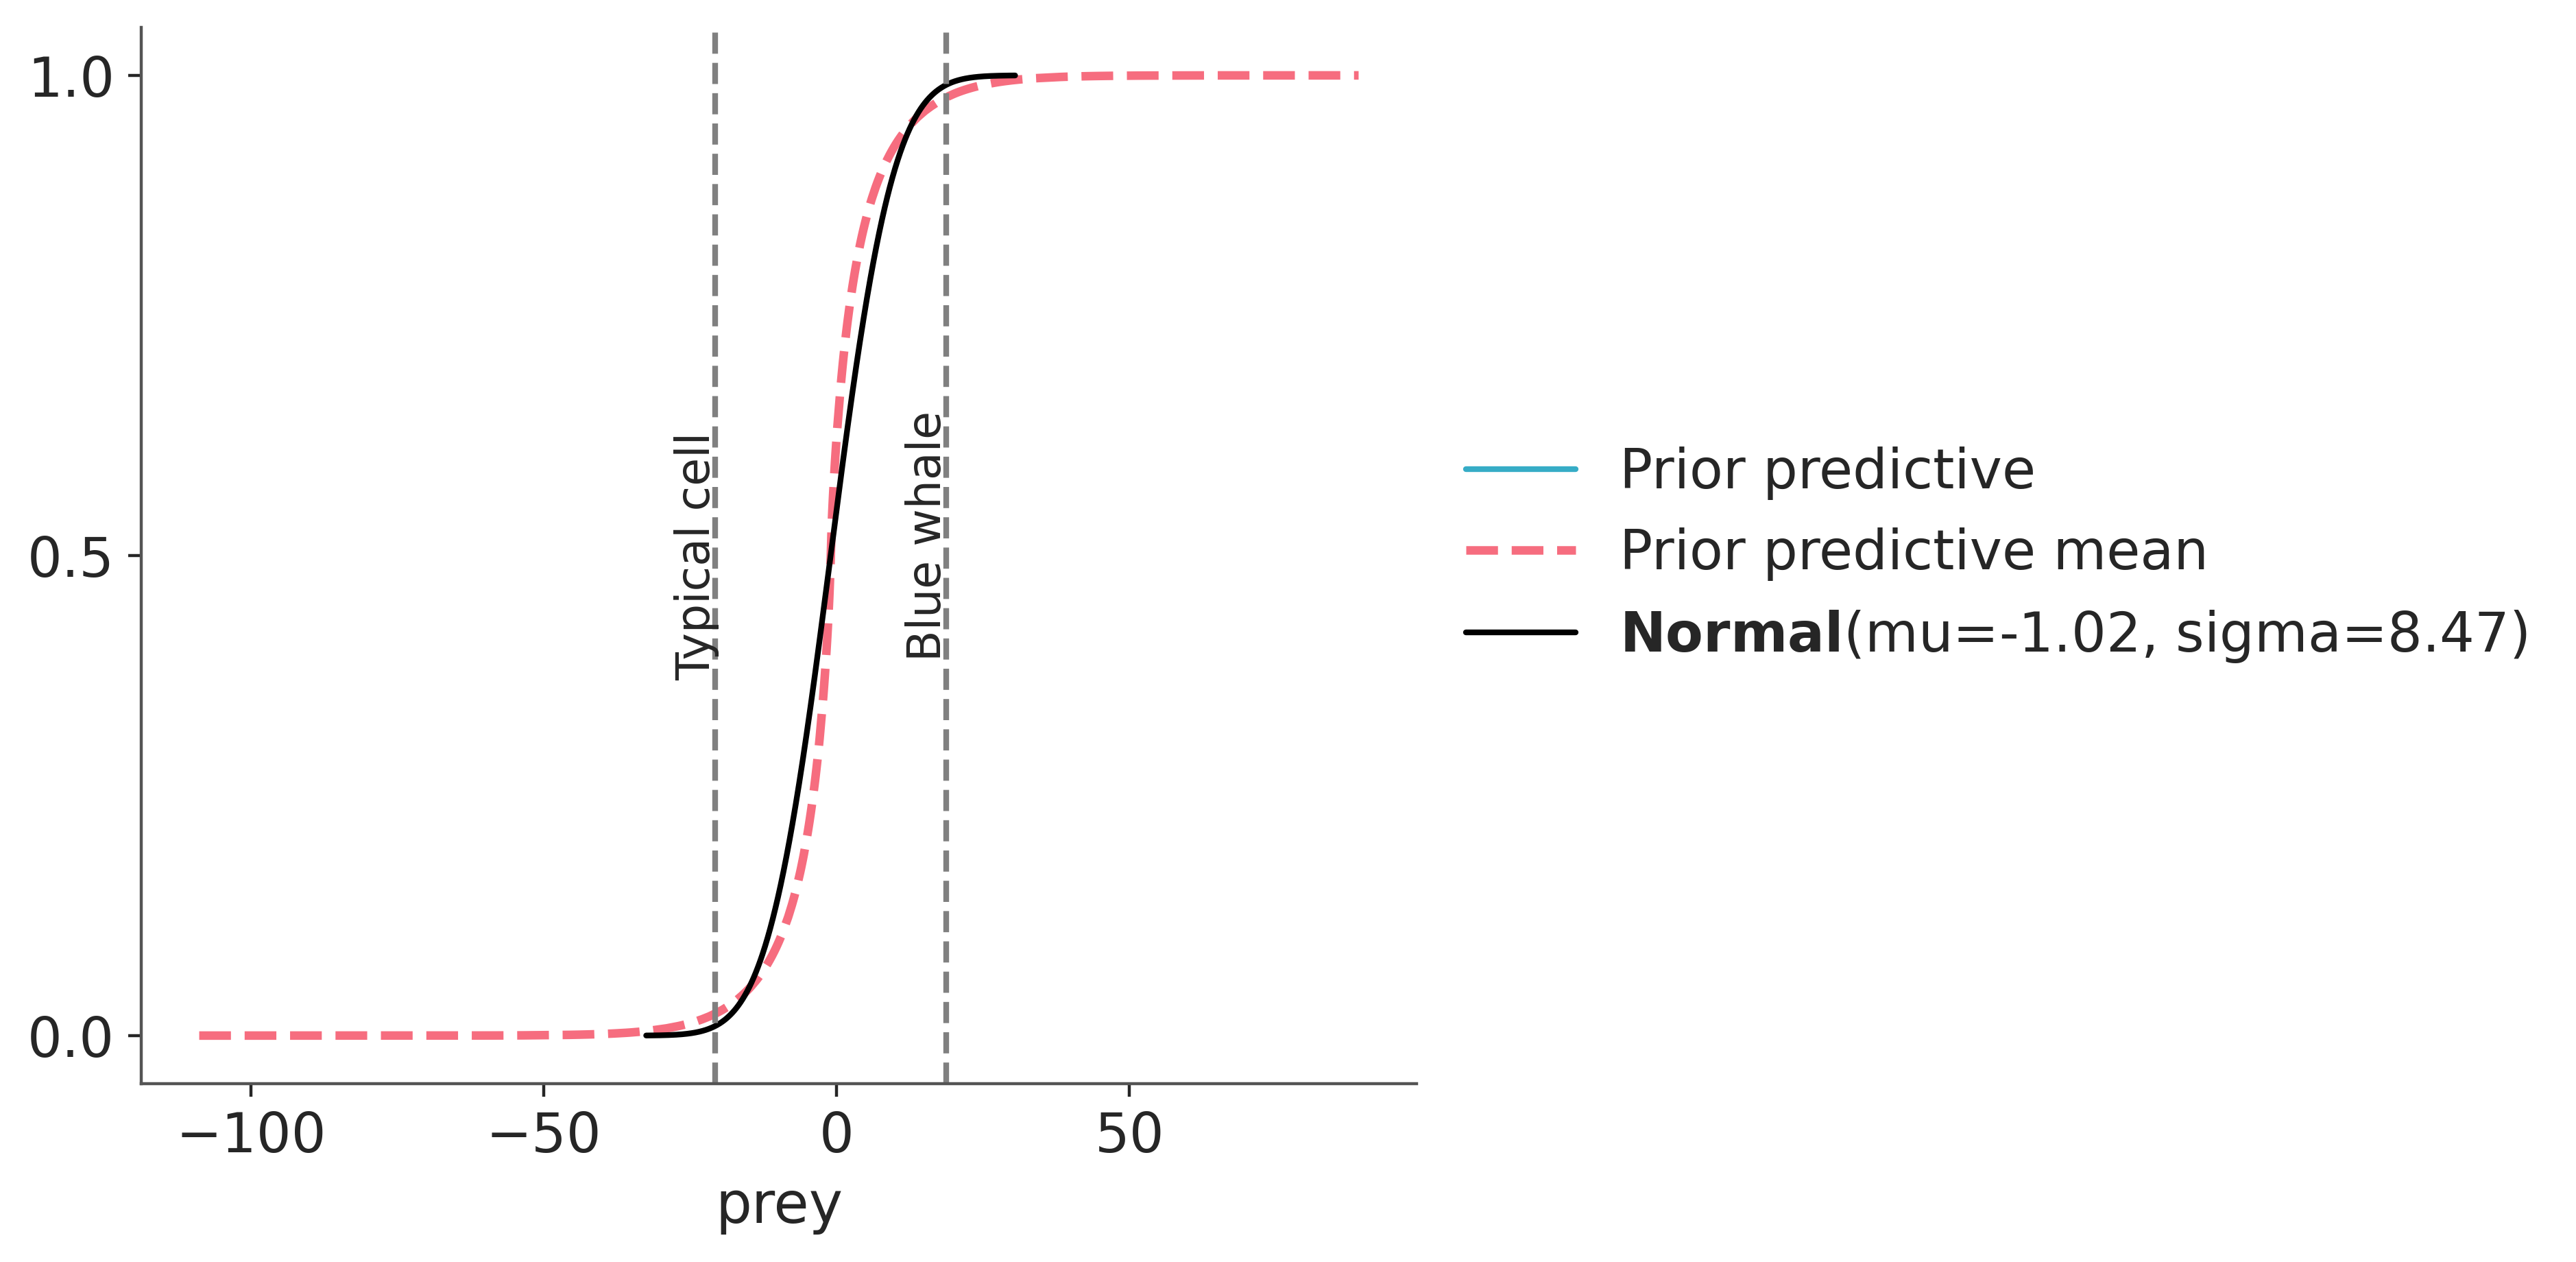 1.0
0.5
0.0
−100
−50
0
50
prey
Typical cell
Blue whale
Prior predictive
Prior predictive mean
Normal(mu=-1.02, sigma=8.47)